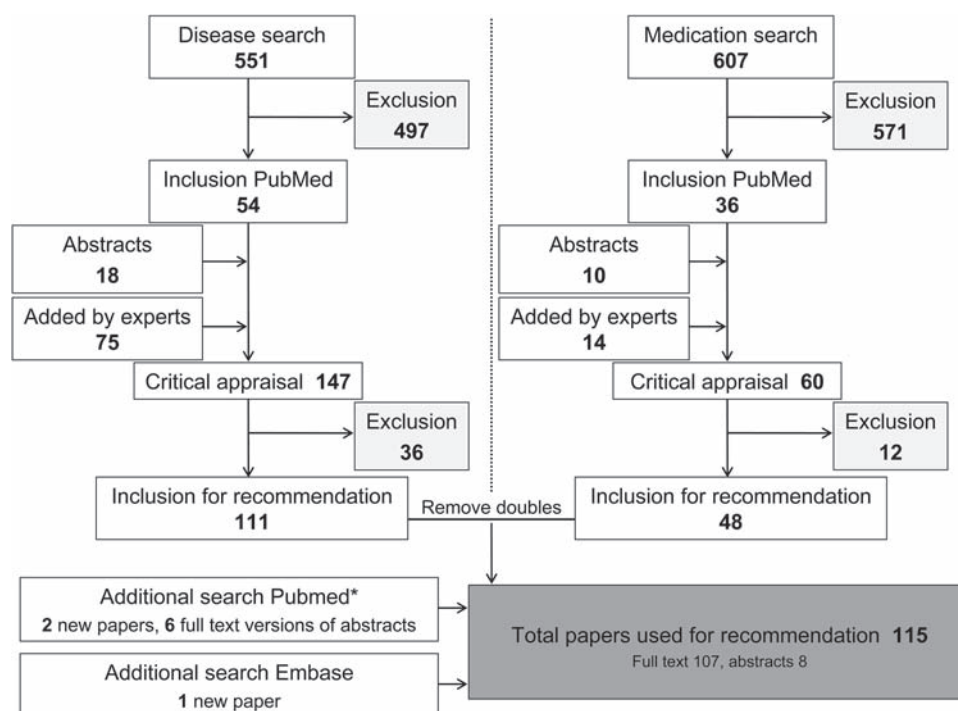 Disease search
551
Exclusion
497
Inclusion PubMed
54
Abstracts
18
Added by experts
75
Critical appraisal 147
Exclusion
36
Inclusion for recommendation
111
Medication search
607
Exclusion
571
Inclusion PubMed
36
Abstracts
10
Added by experts
14
Critical appraisal 60
Exclusion
12
Inclusion for recommendation
48
Remove doubles
Additional search Pubmed*
2 new papers, 6 full text versions of abstracts
Additional search Embase
1 new paper
Total papers used for recommendation 115
Full text 107, abstracts 8